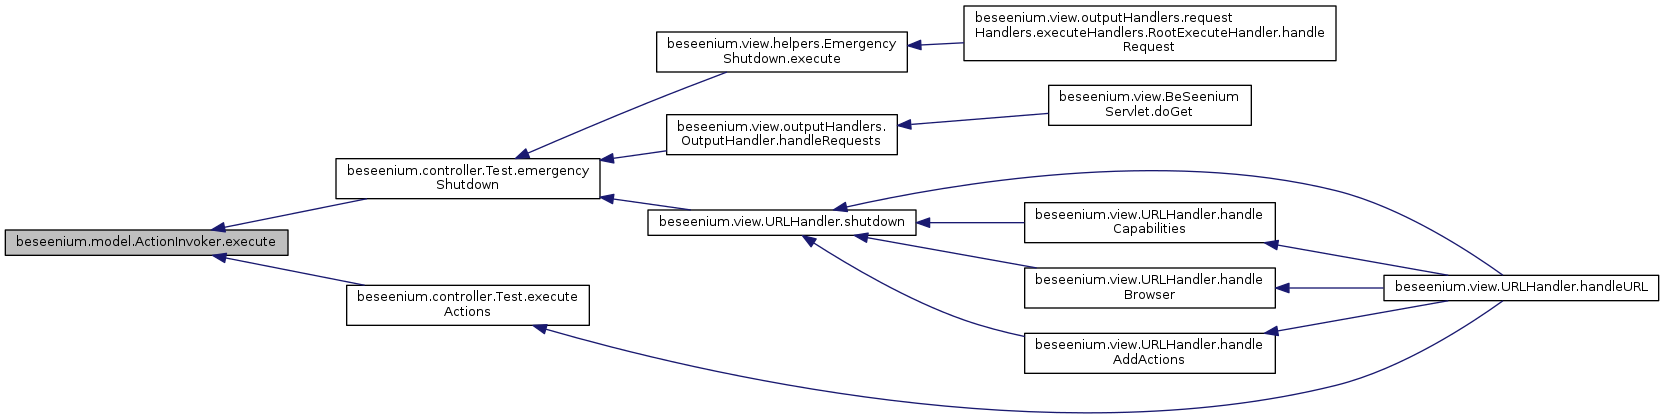 beseenium.view.outputHandlers.request
Handlers.executeHandlers.RootExecuteHandler.handle
Request
beseenium.view.helpers.Emergency
Shutdown.execute
beseenium.view.BeSeenium
Servlet.doGet
beseenium.view.outputHandlers.
OutputHandler.handleRequests
beseenium.controller.Test.emergency
Shutdown
beseenium.view.URLHandler.shutdown
beseenium.view.URLHandler.handle
Capabilities
beseenium.model.ActionInvoker.execute
beseenium.view.URLHandler.handle
Browser
beseenium.view.URLHandler.handleURL
beseenium.controller.Test.execute
Actions
beseenium.view.URLHandler.handle
AddActions